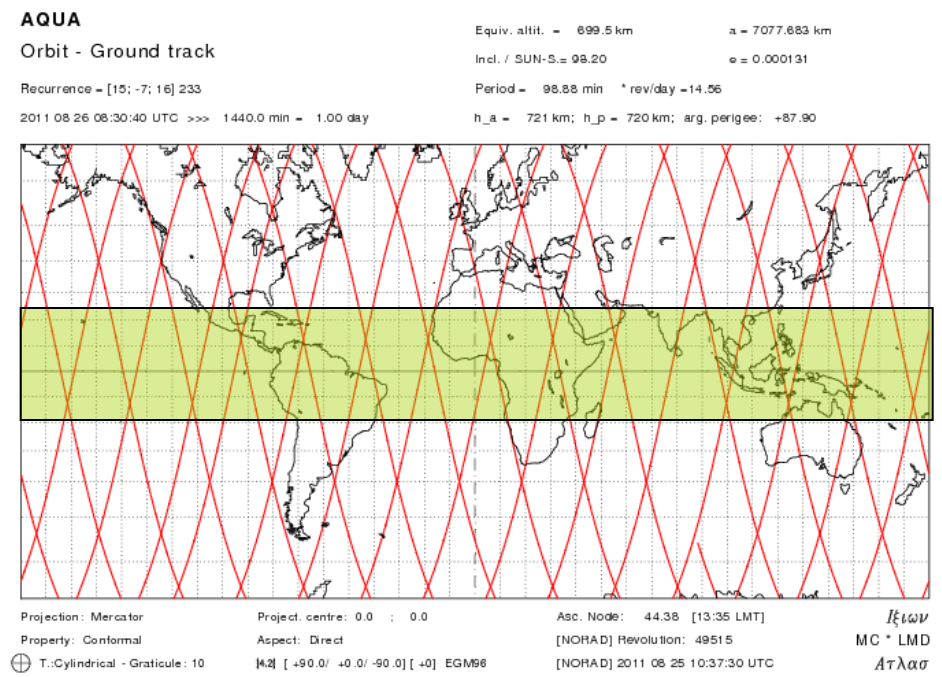 AQUA
Orbit - Ground track
Recurrence = [15; -7; 16] 233
2011 08 26 08:30:40 UTC >>> 1440.0 min = 1.00 day
Equiv. altit. = 699.5 km a = 7077.683 km
Incl. / SUN-S.= 98.20 e = 0.000131
Period = 98.88 min * rev/day =14.56
h_a = 721 km; h_p = 720 km; arg. perigee: +87.90
Projection: Mercator
Property: Conformal
T.:Cylindrical - Graticule: 10
Project. centre: 0.0 ; 0.0
Aspect: Direct
[4.2] [ +90.0/ +0.0/ -90.0] [ +0] EGM96
Asc. Node: 44.38 [13:35 LMT]
[NORAD] Revolution: 49515
[NORAD] 2011 08 25 10:37:30 UTC
Ιξιων
MC * LMD
Ατλασ